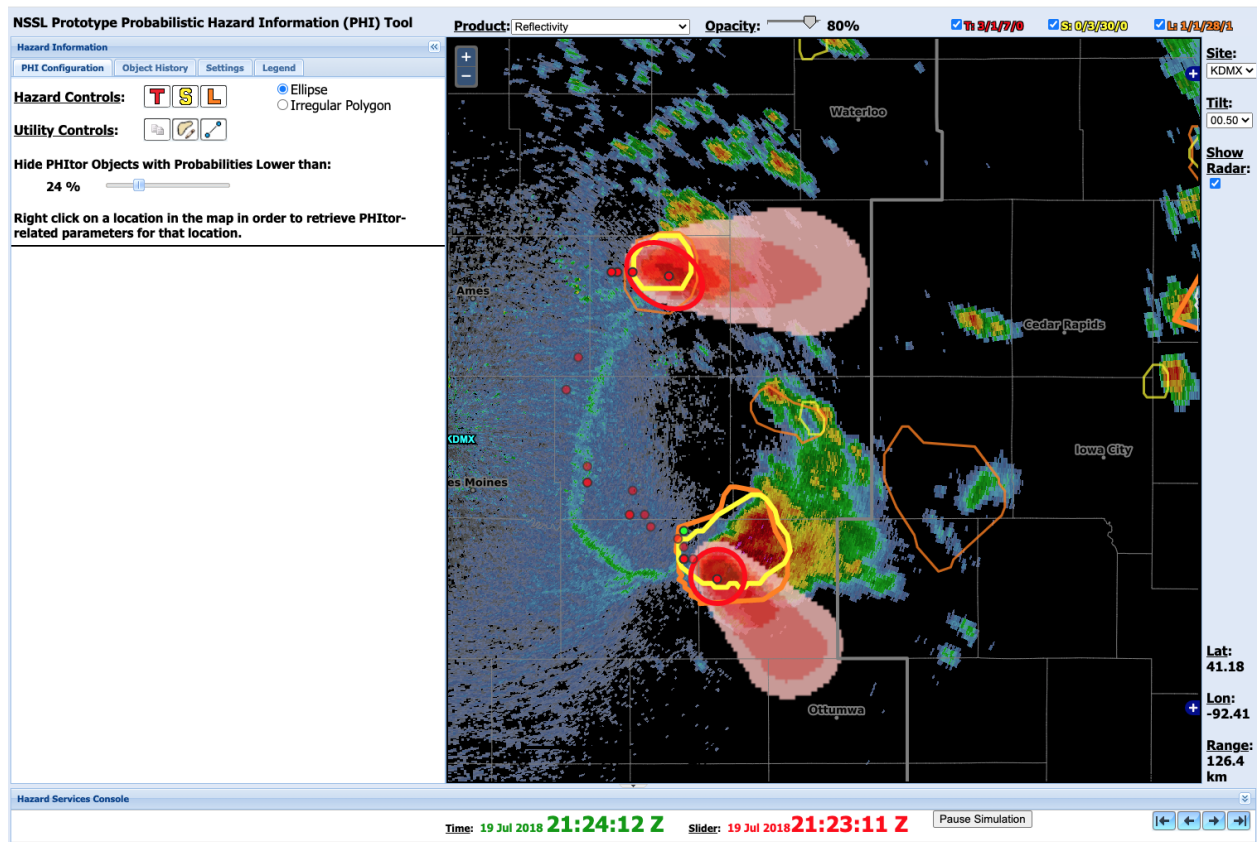 NSSL Prototype Probabilistic Hazard Information (PHI) Tool
Product: Reflectivity
Opacity: 80%
T: 3/1/7/0
S: 0/3/30/0
L: 1/1/28/1
Hazard Information
PHI Configuration
Object History
Settings
Legend
Hazard Controls:
T S L
Ellipse
Irregular Polygon
Utility Controls:
Hide PHItor Objects with Probabilities Lower than:
24 %
Right click on a location in the map in order to retrieve PHItor-
related parameters for that location.
+
−
Waterloo
Ames
Cedar Rapids
KDMX
Iowa City
es Moines
Ottumwa
Site:
KDMX
Tilt:
00.50
Show
Radar:
Lat:
41.18
Lon:
-92.41
Range:
126.4
km
Hazard Services Console
Time: 19 Jul 2018 21:24:12 Z
Slider: 19 Jul 2018 21:23:11 Z
Pause Simulation